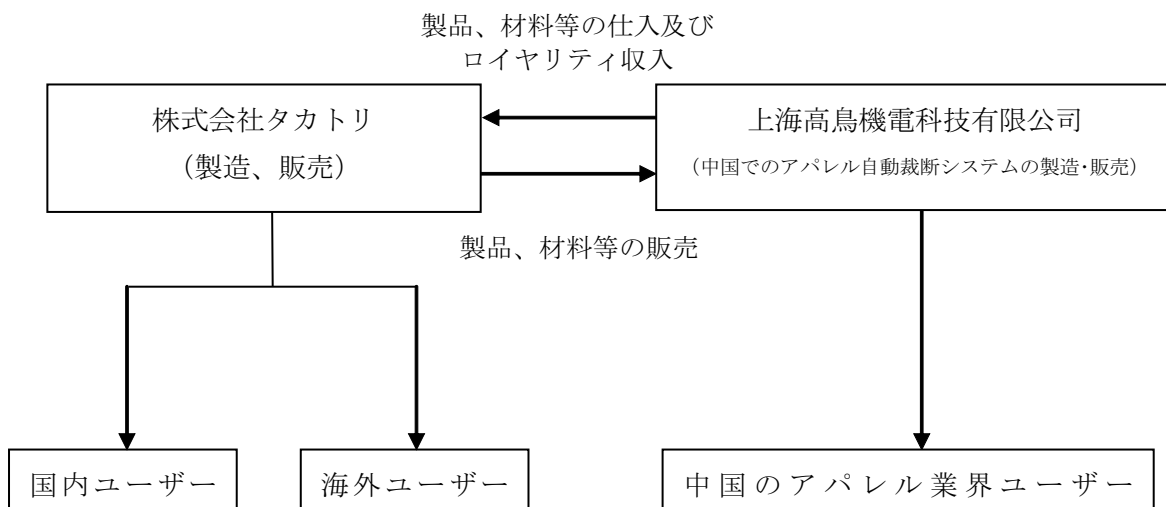 製品、材料等の仕入及び
ロイヤリティ収入
株式会社タカトリ
（製造、販売）
上海高鳥機電科技有限公司
（中国でのアパレル自動裁断システムの製造・販売）
製品、材料等の販売
国内ユーザー
海外ユーザー
中国のアパレル業界ユーザー